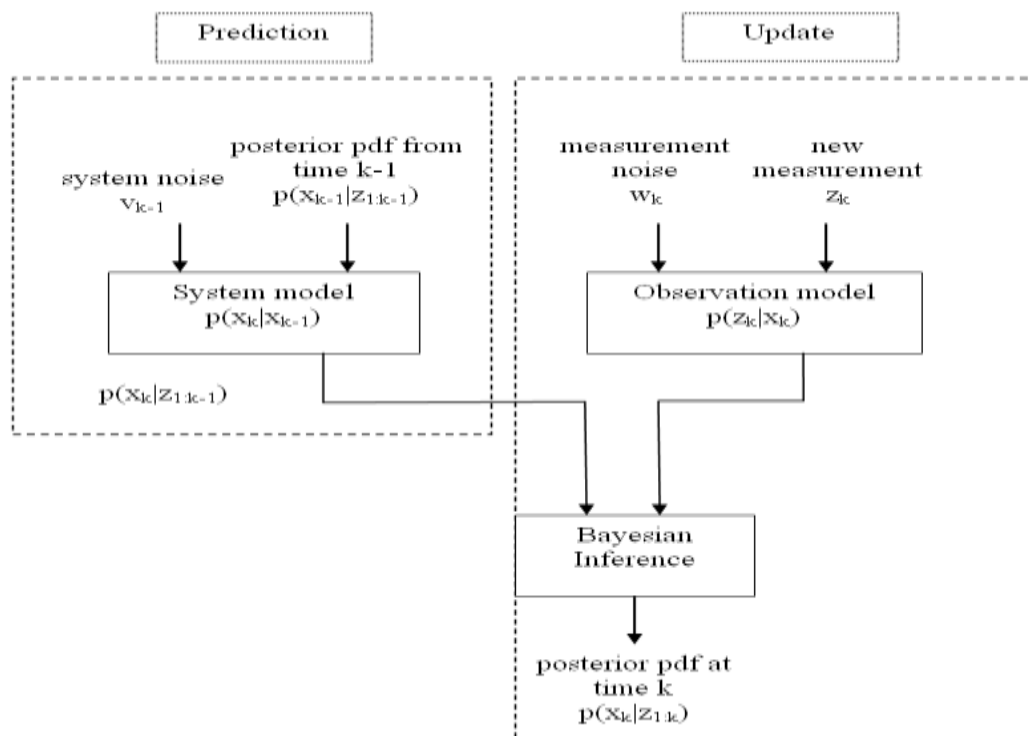 Prediction
Update
system noise
v_{k-1}
posterior pdf from
time k-1
p(x_{k-1}|z_{1:k-1})
measurement
noise
w_k
new
measurement
z_k
System model
p(x_k|x_{k-1})
Observation model
p(z_k|x_k)
p(x_k|z_{1:k-1})
Bayesian
Inference
posterior pdf at
time k
p(x_k|z_{1:k})